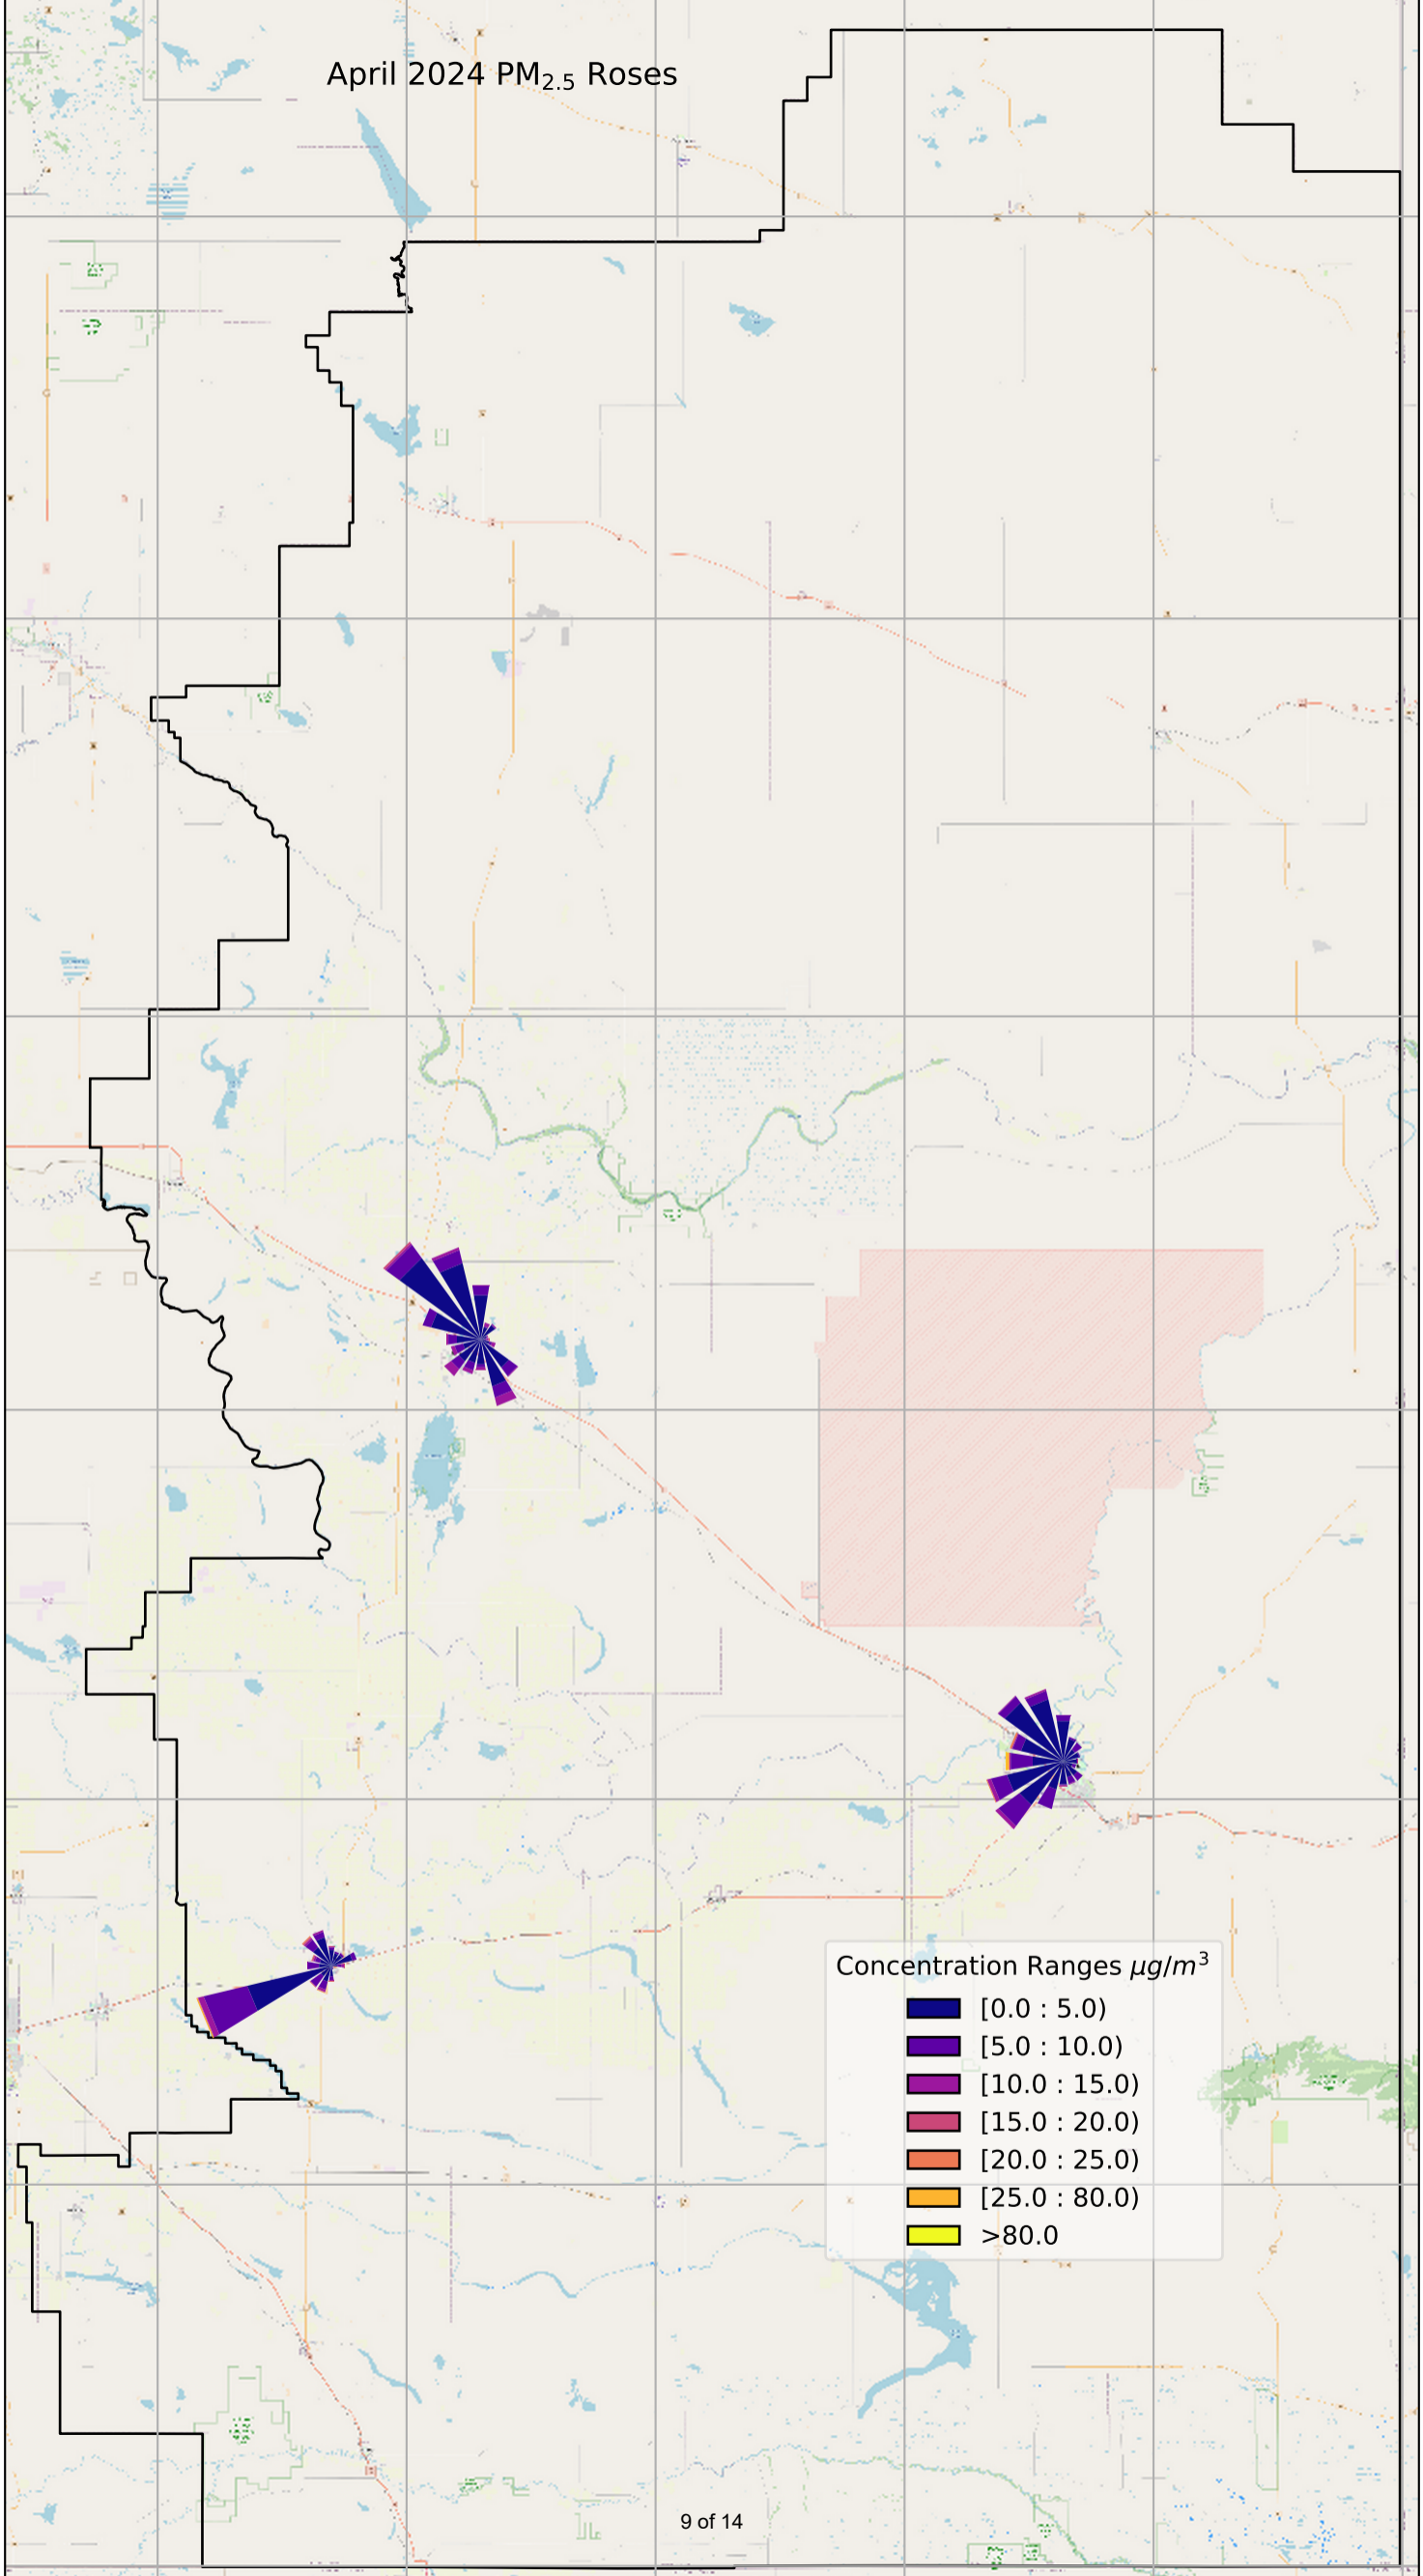 April 2024 PM2.5 Roses
Concentration Ranges μg/m³
[0.0 : 5.0)
[5.0 : 10.0)
[10.0 : 15.0)
[15.0 : 20.0)
[20.0 : 25.0)
[25.0 : 80.0)
>80.0
9 of 14